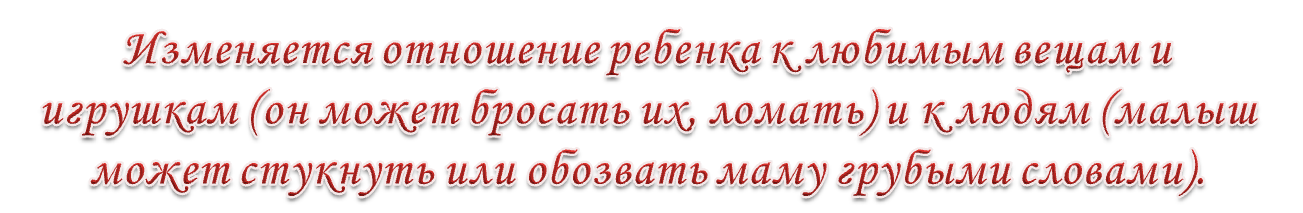 Изменяется отношение ребенка к любимым вещам и
игрушкам (он может бросать их, ломать) и к людям (малыш
может стукнуть или обозвать маму грубыми словами).